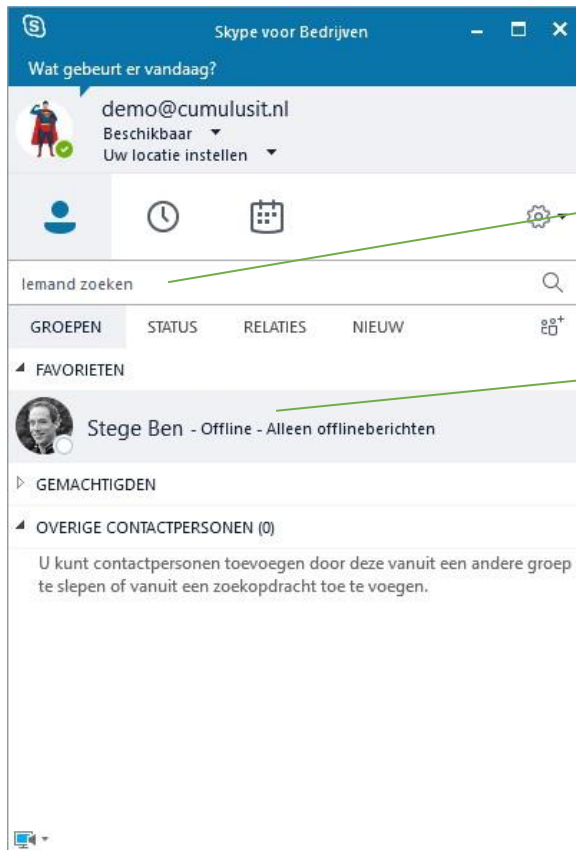 Skype voor Bedrijven
Wat gebeurt er vandaag?
demo@cumulusit.nl
Beschikbaar
Uw locatie instellen
Iemand zoeken
GROEPEN STATUS RELATIES NIEUW
FAVORIETEN
Stege Ben - Offline - Alleen offlineberichten
GEMACHTIGDEN
OVERIGE CONTACTPERSONEN (0)
U kunt contactpersonen toevoegen door deze vanuit een andere groep
te slepen of vanuit een zoekopdracht toe te voegen.